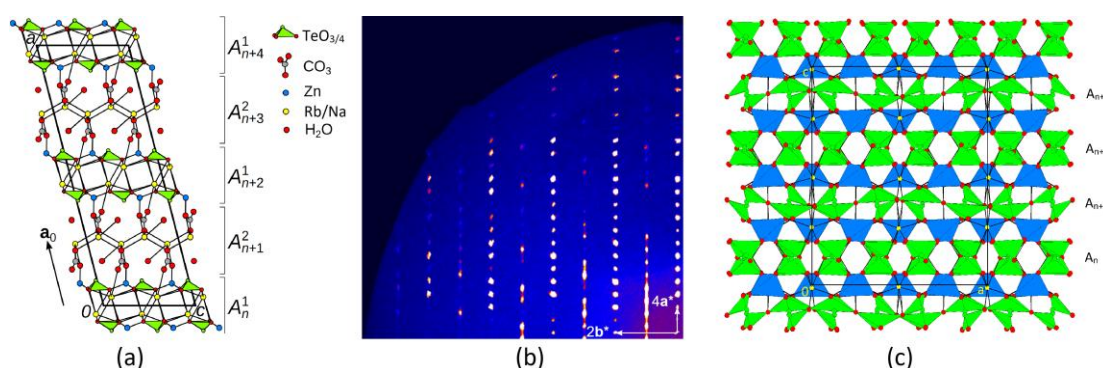 a
A¹ₙ₊₄
A²ₙ₊₃
A¹ₙ₊₂
A²ₙ₊₁
A¹ₙ
TeO₃/₄
CO₃
Zn
Rb/Na
H₂O
a₀
0
c
(a)
4a*
2b*
(b)
c
0
a
Aₙ₊
Aₙ₊
Aₙ₊
Aₙ
(c)